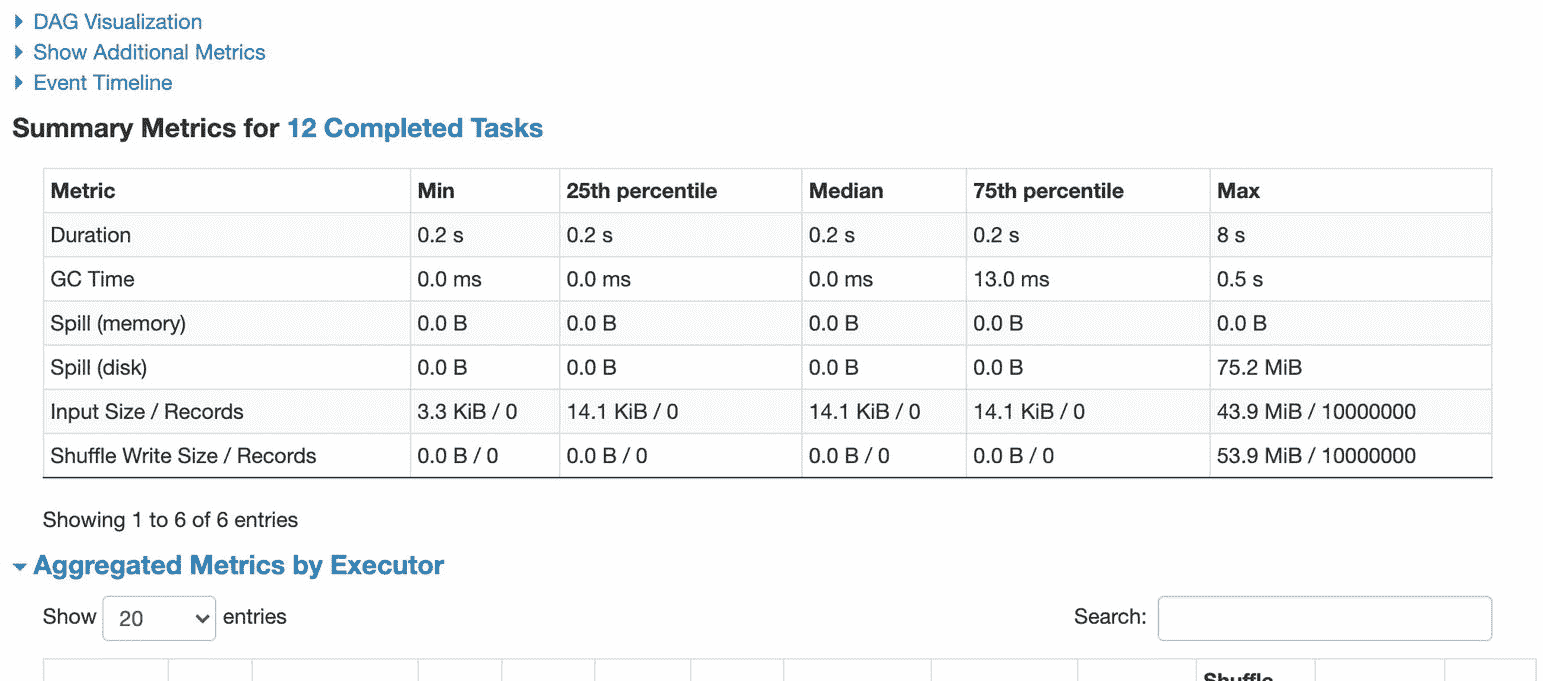 DAG Visualization
Show Additional Metrics
Event Timeline
Summary Metrics for 12 Completed Tasks
Metric Min 25th percentile Median 75th percentile Max
Duration 0.2 s 0.2 s 0.2 s 0.2 s 8 s
GC Time 0.0 ms 0.0 ms 0.0 ms 13.0 ms 0.5 s
Spill (memory) 0.0 B 0.0 B 0.0 B 0.0 B 0.0 B
Spill (disk) 0.0 B 0.0 B 0.0 B 0.0 B 75.2 MiB
Input Size / Records 3.3 KiB / 0 14.1 KiB / 0 14.1 KiB / 0 14.1 KiB / 0 43.9 MiB / 10000000
Shuffle Write Size / Records 0.0 B / 0 0.0 B / 0 0.0 B / 0 0.0 B / 0 53.9 MiB / 10000000
Showing 1 to 6 of 6 entries
Aggregated Metrics by Executor
Show 20 entries Search:
Shuffle